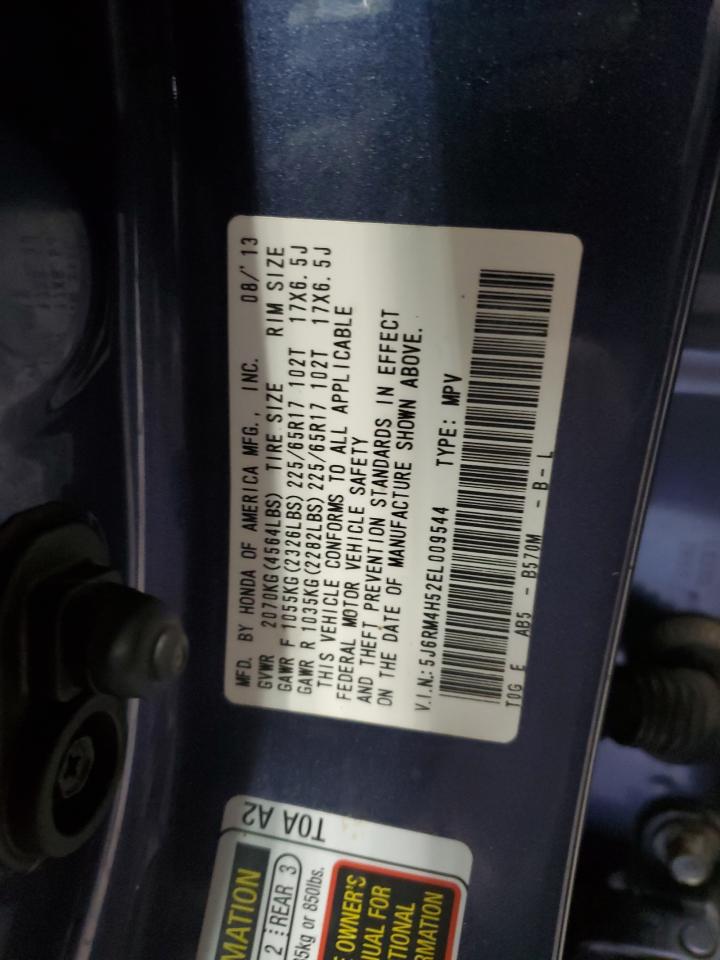 MFD. BY HONDA OF AMERICA MFG., INC. 08/'13
GVWR 2070KG(4564LBS) TIRE SIZE RIM SIZE
GAWR F 1055KG(2326LBS) 225/65R17 102T 17X6.5J
GAWR R 1035KG(2282LBS) 225/65R17 102T 17X6.5J
THIS VEHICLE CONFORMS TO ALL APPLICABLE
FEDERAL MOTOR VEHICLE SAFETY
AND THEFT PREVENTION STANDARDS IN EFFECT
ON THE DATE OF MANUFACTURE SHOWN ABOVE.
V.I.N.: 5J6RM4H52EL009544 TYPE: MPV
T0G E AB5 - B570M - B - L
T0A A2
MATION
2 REAR 3
5kg or 850lbs.
OWNER'S
UAL FOR
TIONAL
RMATION